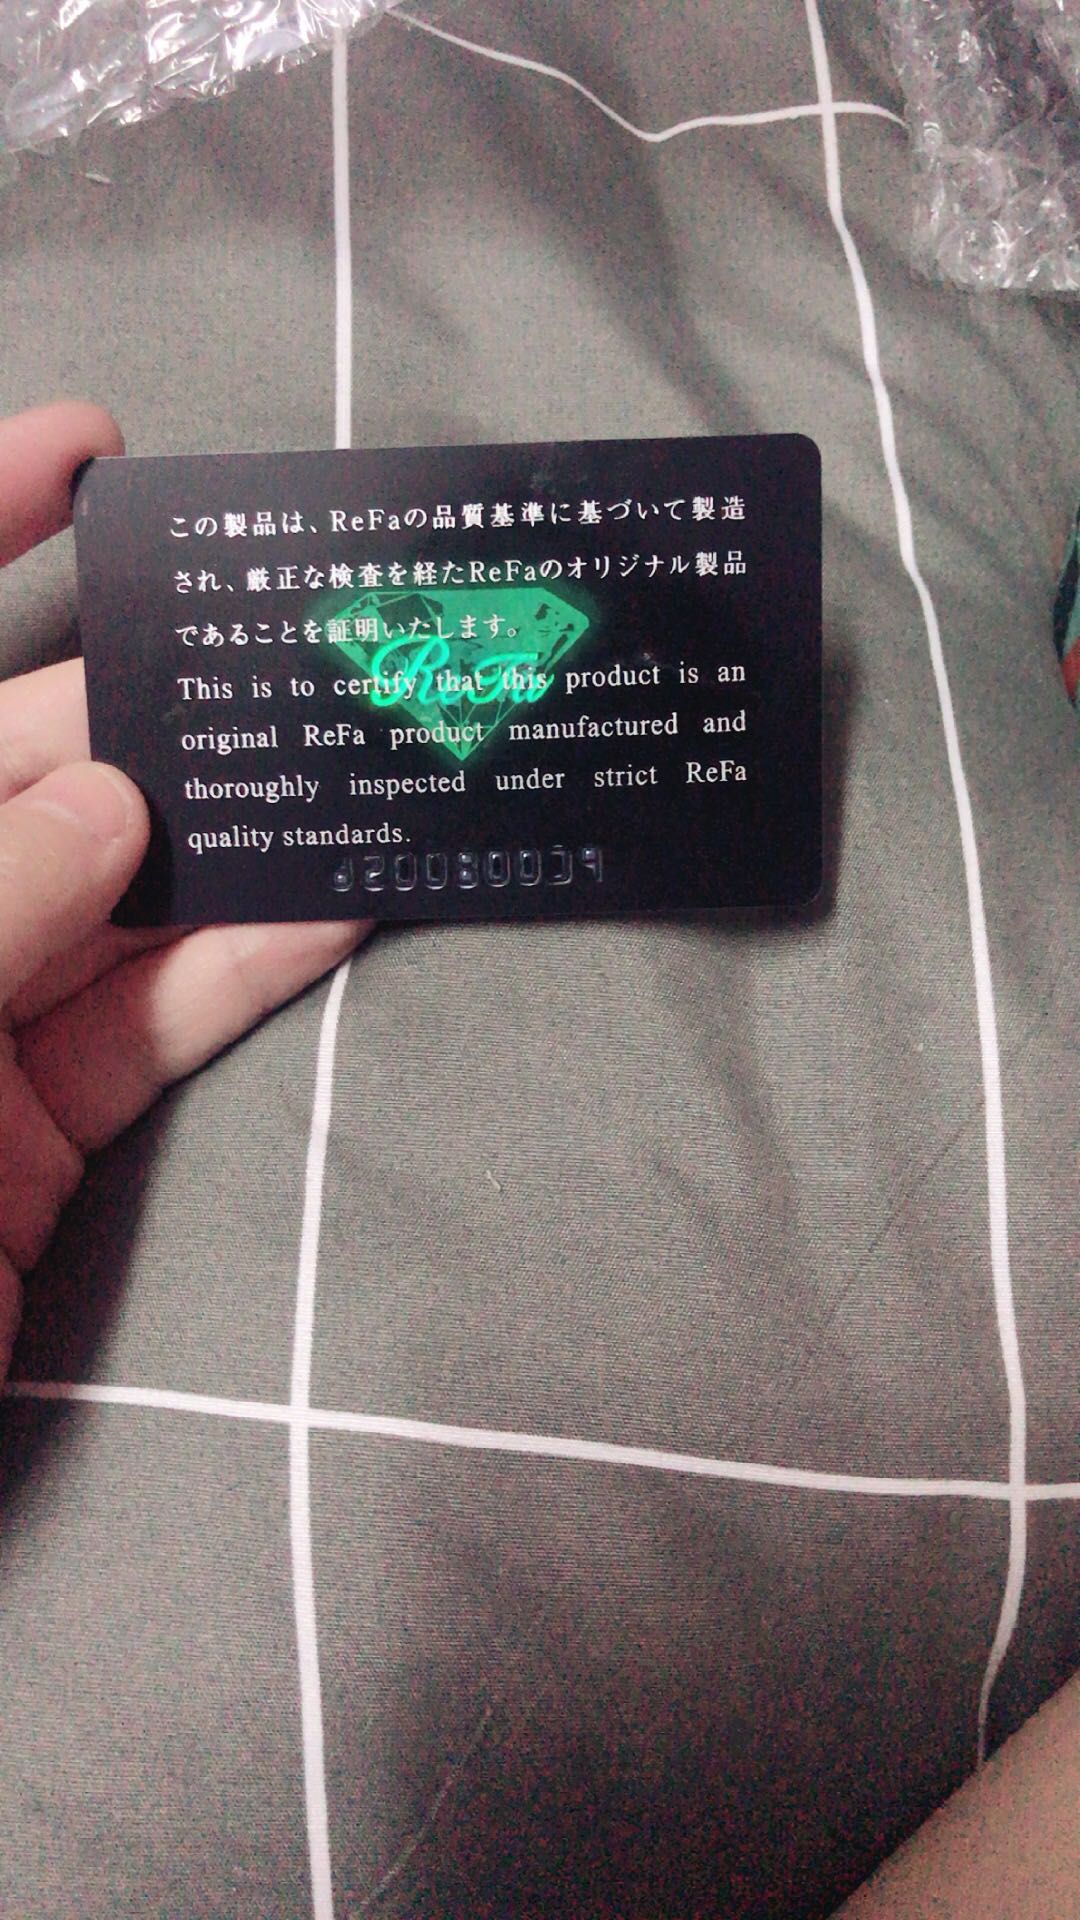 この製品は、ReFaの品質基準に基づいて製造
され、厳正な検査を経たReFaのオリジナル製品
であることを証明いたします。
ReFa
This is to certify that this product is an
original ReFa product manufactured and
thoroughly inspected under strict ReFa
quality standards.